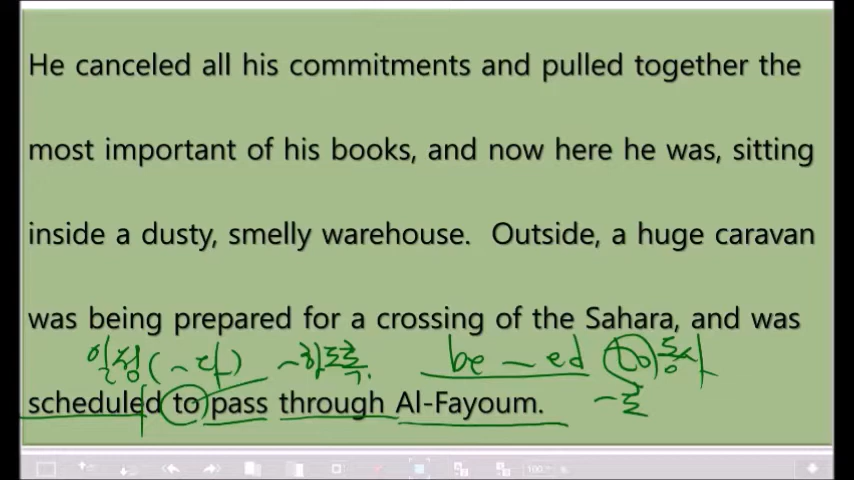 He canceled all his commitments and pulled together the
most important of his books, and now here he was, sitting
inside a dusty, smelly warehouse. Outside, a huge caravan
was being prepared for a crossing of the Sahara, and was
일정(~다) ~하도록. be ~ ed (to)동사
scheduled to pass through Al-Fayoum. ~로
100 %